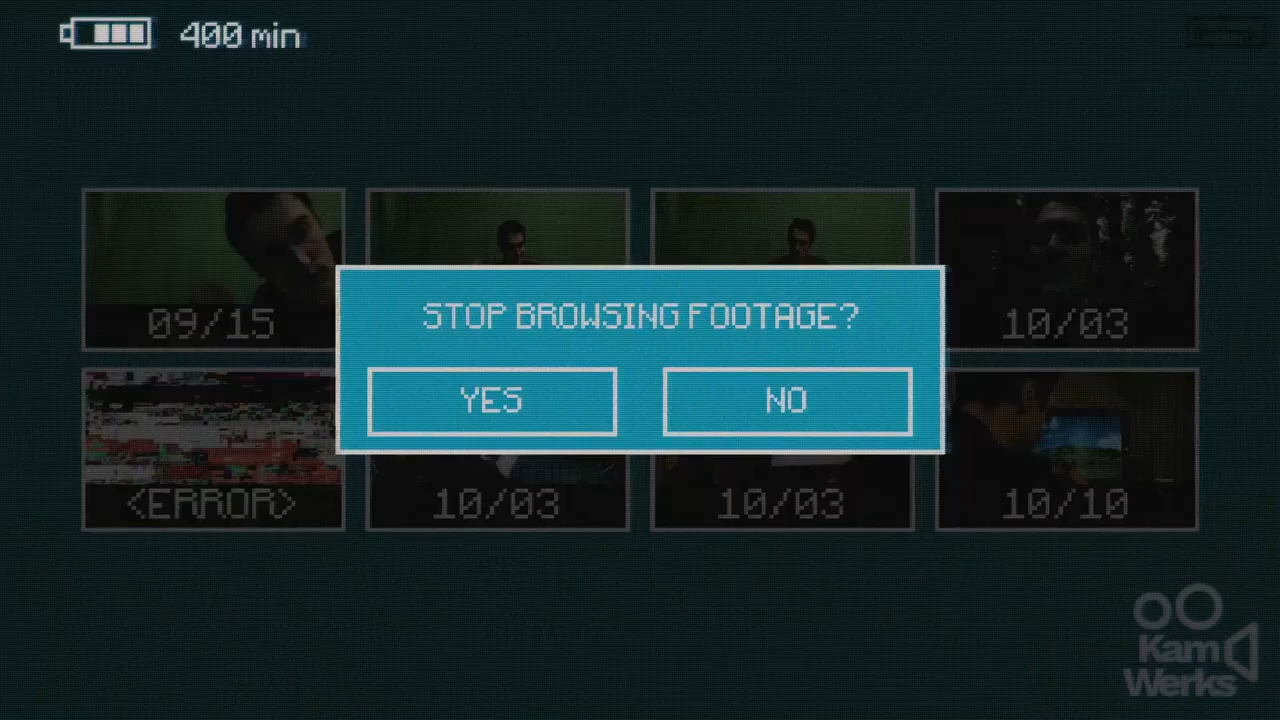 400 min
09/15
10/03
STOP BROWSING FOOTAGE?
YES
NO
<ERROR>
10/03
10/03
10/10
Kam
Werks